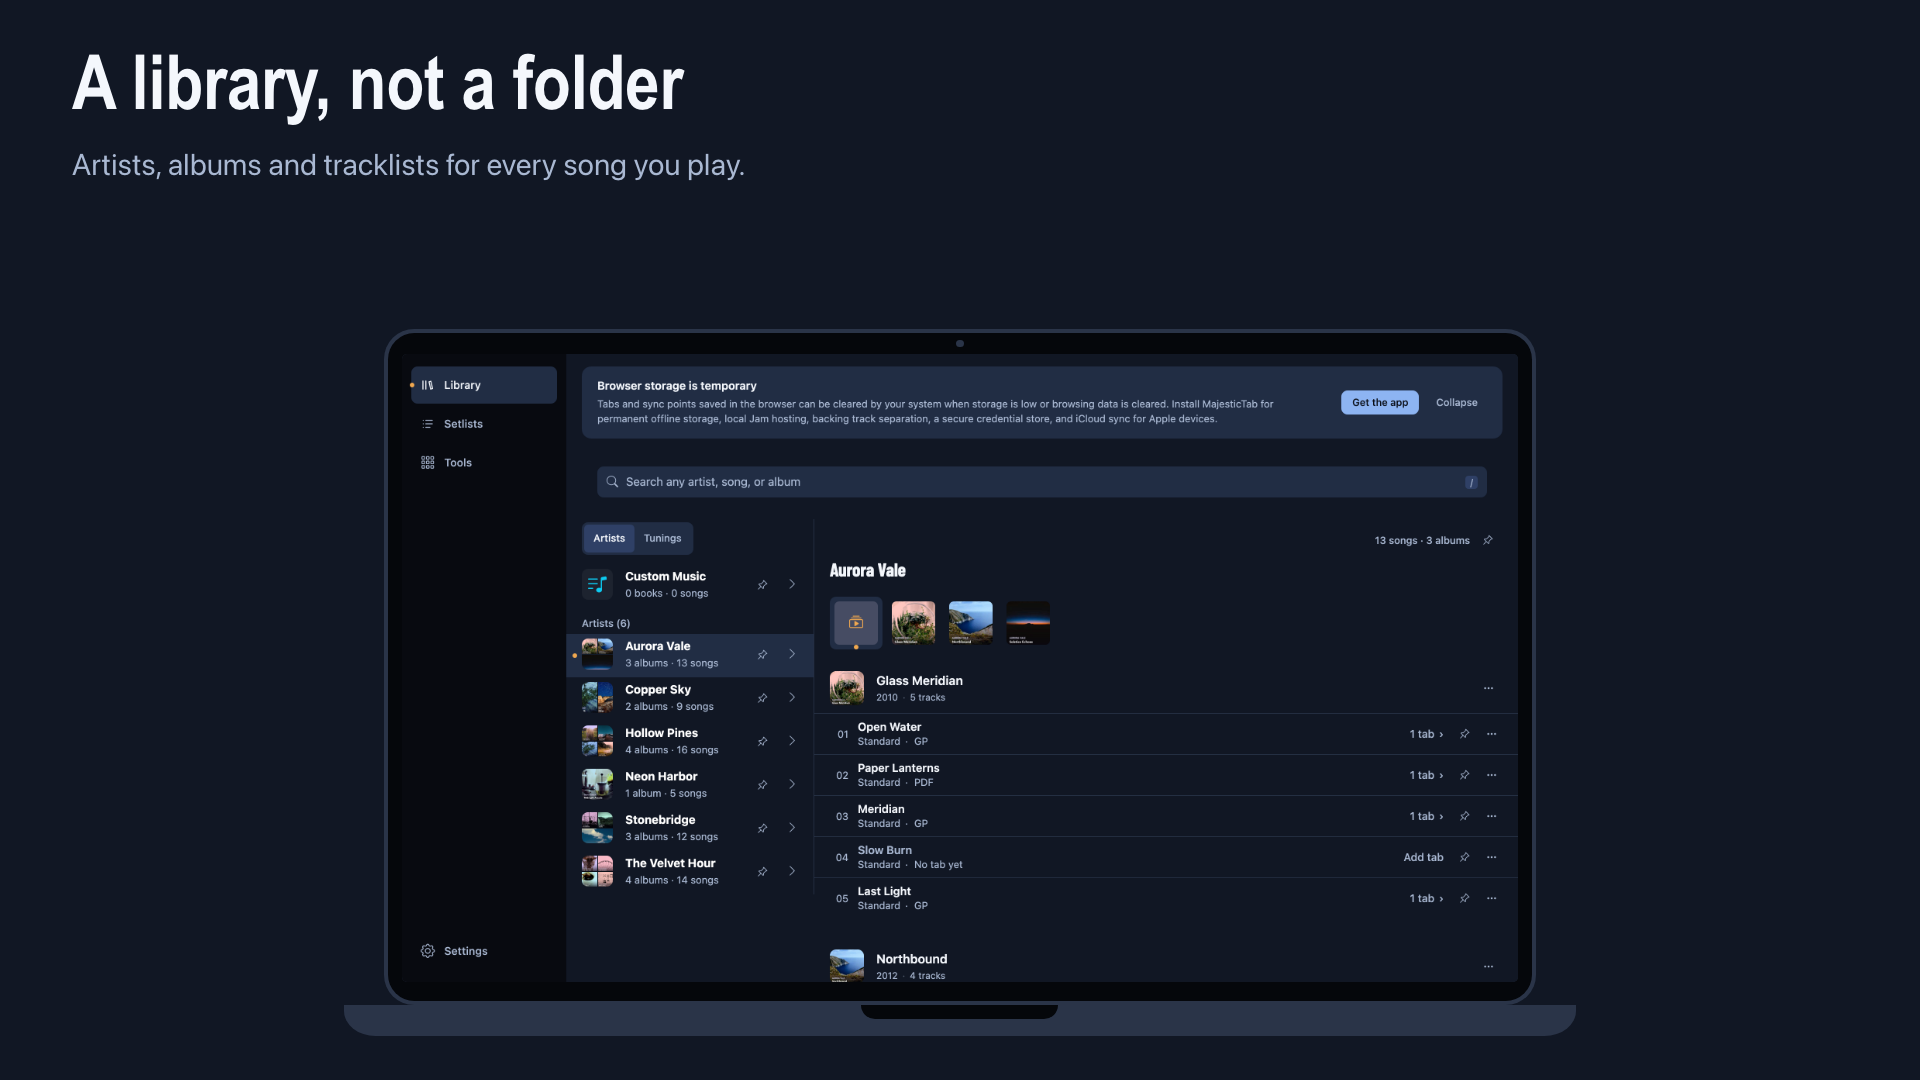 A library, not a folder
Artists, albums and tracklists for every song you play.
Library
Setlists
Tools
Settings
Browser storage is temporary
Tabs and sync points saved in the browser can be cleared by your system when storage is low or browsing data is cleared. Install MajesticTab for
permanent offline storage, local Jam hosting, backing track separation, a secure credential store, and iCloud sync for Apple devices.
Get the app
Collapse
Search any artist, song, or album
/
Artists
Tunings
Custom Music
0 books · 0 songs
Artists (6)
Aurora Vale
3 albums · 13 songs
Copper Sky
2 albums · 9 songs
Hollow Pines
4 albums · 16 songs
Neon Harbor
1 album · 5 songs
Stonebridge
3 albums · 12 songs
The Velvet Hour
4 albums · 14 songs
13 songs · 3 albums
Aurora Vale
Glass Meridian
2010 · 5 tracks
01 Open Water
Standard · GP
1 tab ›
02 Paper Lanterns
Standard · PDF
1 tab ›
03 Meridian
Standard · GP
1 tab ›
04 Slow Burn
Standard · No tab yet
Add tab
05 Last Light
Standard · GP
1 tab ›
Northbound
2012 · 4 tracks